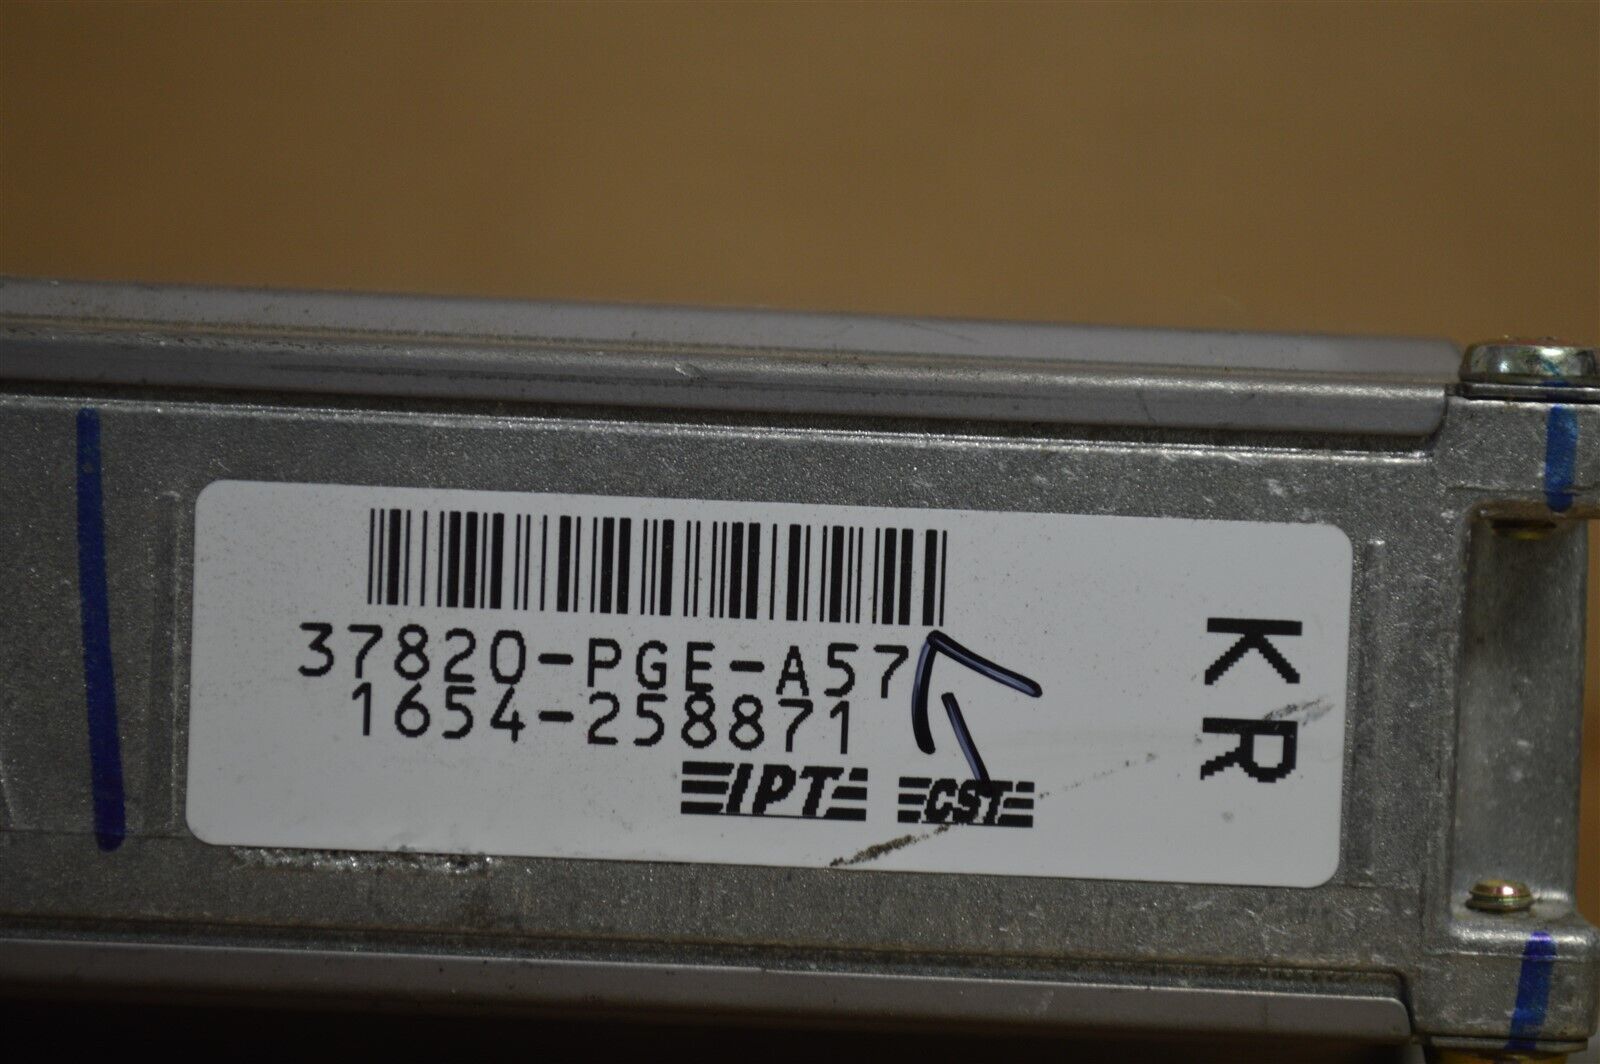 37820-PGE-A57
1654-258871
IPT CST
KR